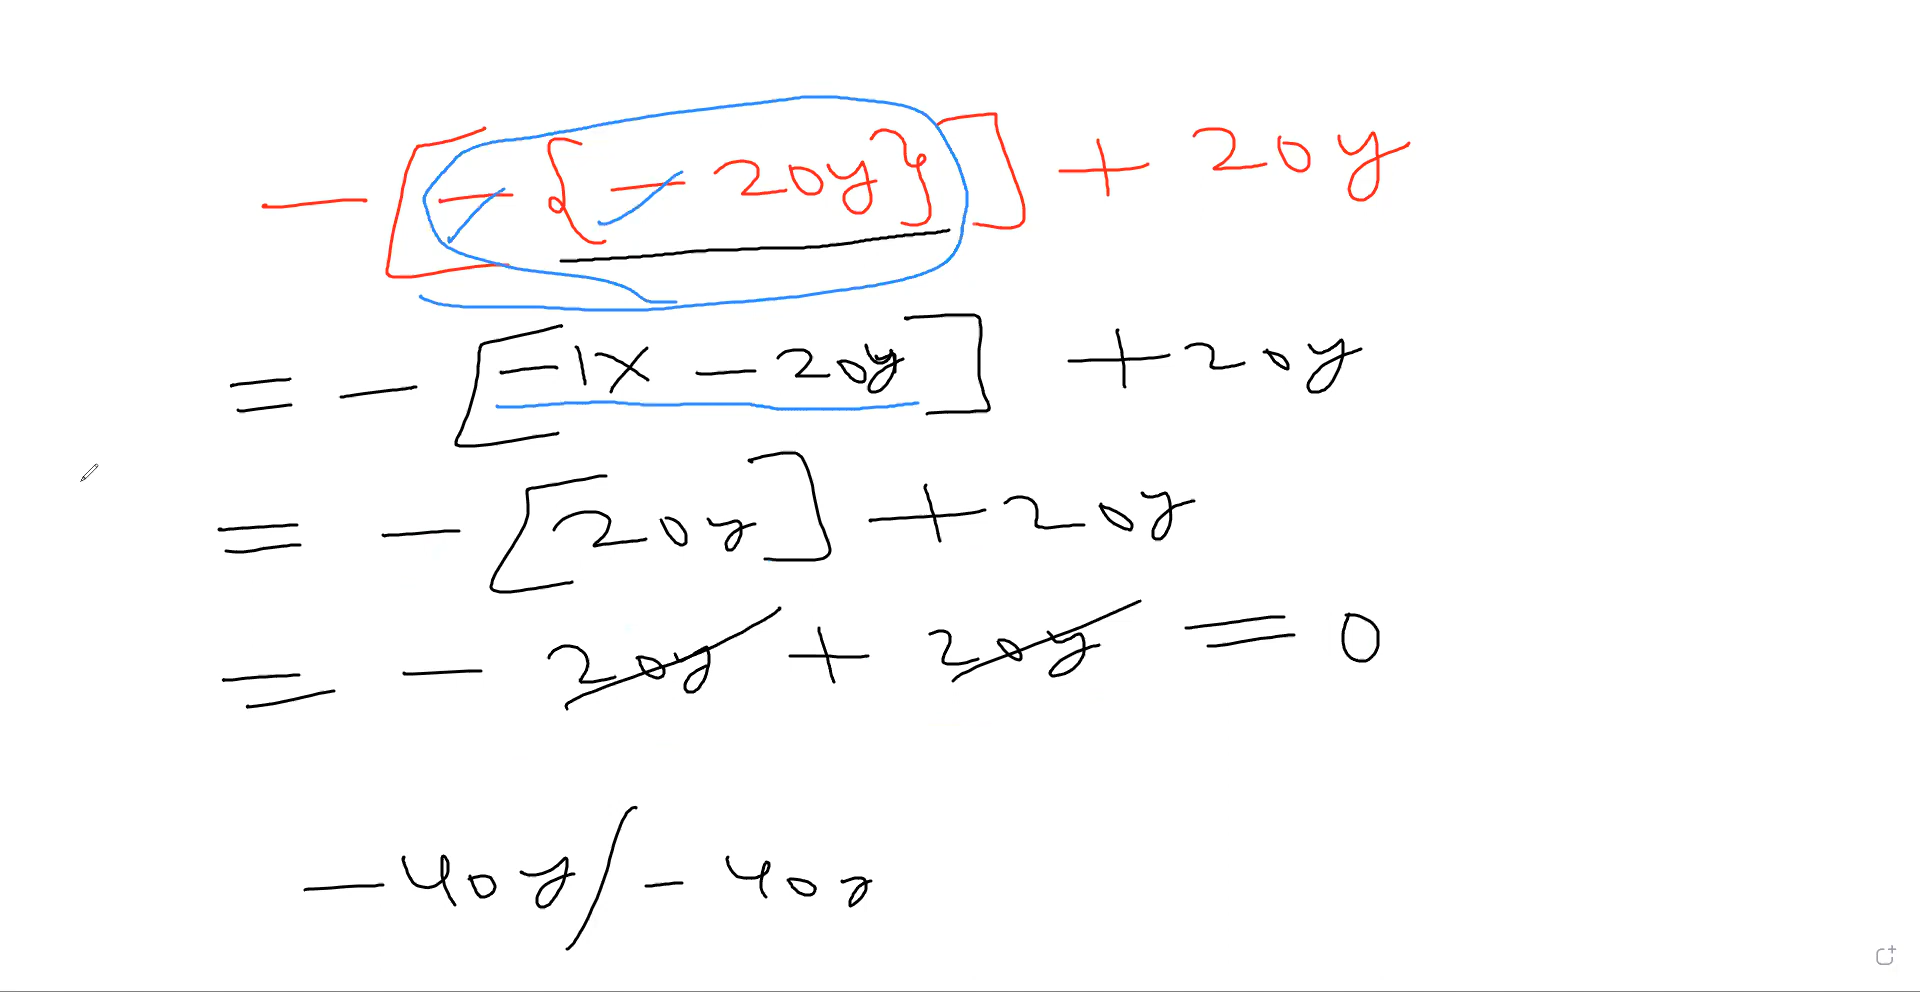 - [ - { - 20y } ] + 20y
= - [ -1x - 20y ] + 20y
= - [ 20y ] + 20y
= - 20y + 20y = 0
- 40y / - 40y